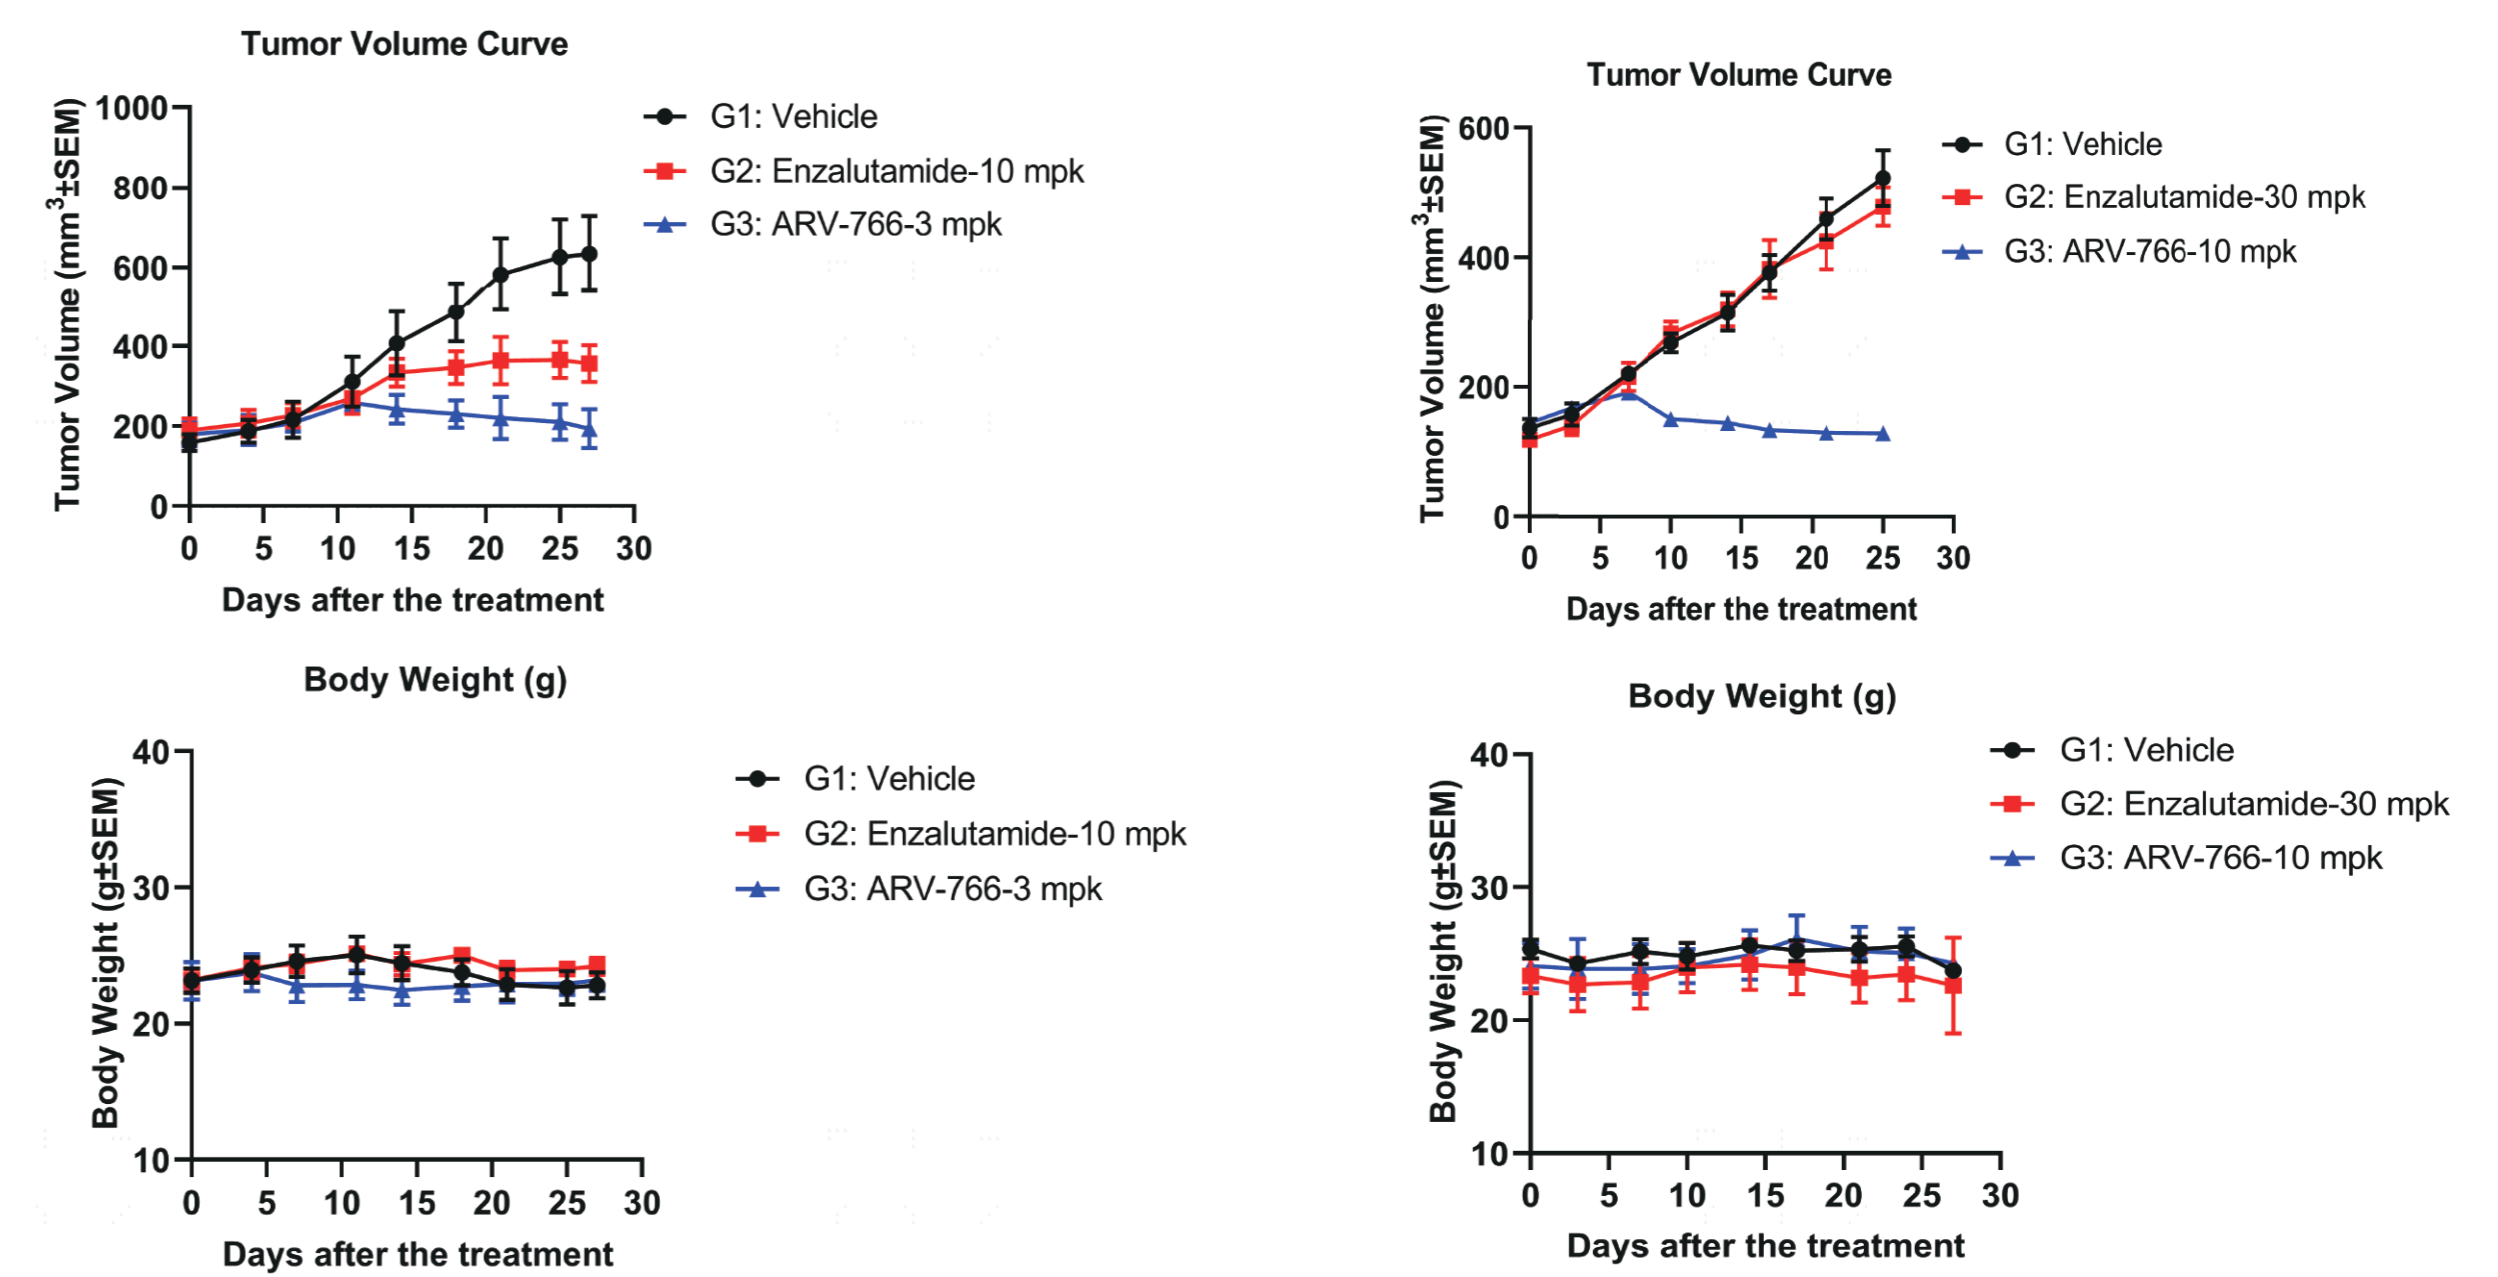 Tumor Volume Curve
Tumor Volume (mm³±SEM)
1000
800
600
400
200
0
0 5 10 15 20 25 30
Days after the treatment
G1: Vehicle
G2: Enzalutamide-10 mpk
G3: ARV-766-3 mpk
Tumor Volume Curve
Tumor Volume (mm³±SEM)
600
400
200
0
0 5 10 15 20 25 30
Days after the treatment
G1: Vehicle
G2: Enzalutamide-30 mpk
G3: ARV-766-10 mpk
Body Weight (g)
Body Weight (g±SEM)
40
30
20
10
0 5 10 15 20 25 30
Days after the treatment
G1: Vehicle
G2: Enzalutamide-10 mpk
G3: ARV-766-3 mpk
Body Weight (g)
Body Weight (g±SEM)
40
30
20
10
0 5 10 15 20 25 30
Days after the treatment
G1: Vehicle
G2: Enzalutamide-30 mpk
G3: ARV-766-10 mpk